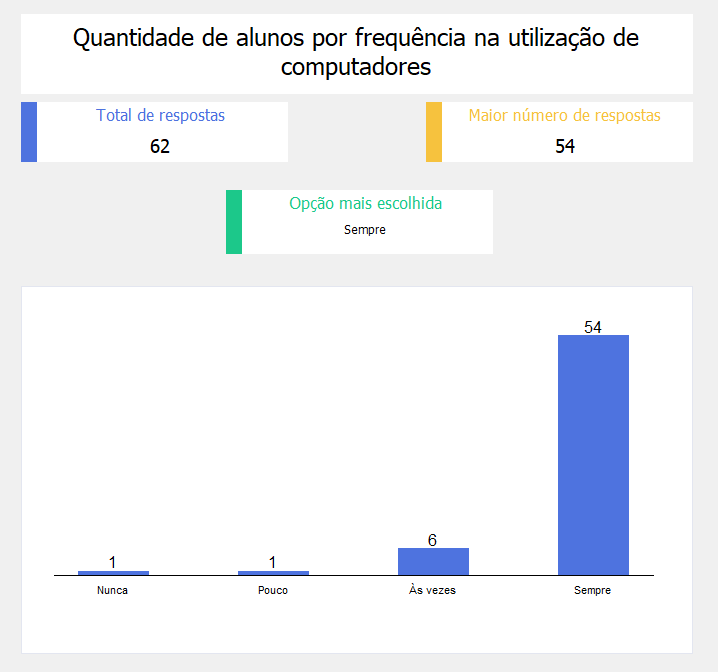 Quantidade de alunos por frequência na utilização de
computadores
Total de respostas
62
Maior número de respostas
54
Opção mais escolhida
Sempre
54
6
1
1
Nunca
Pouco
Às vezes
Sempre